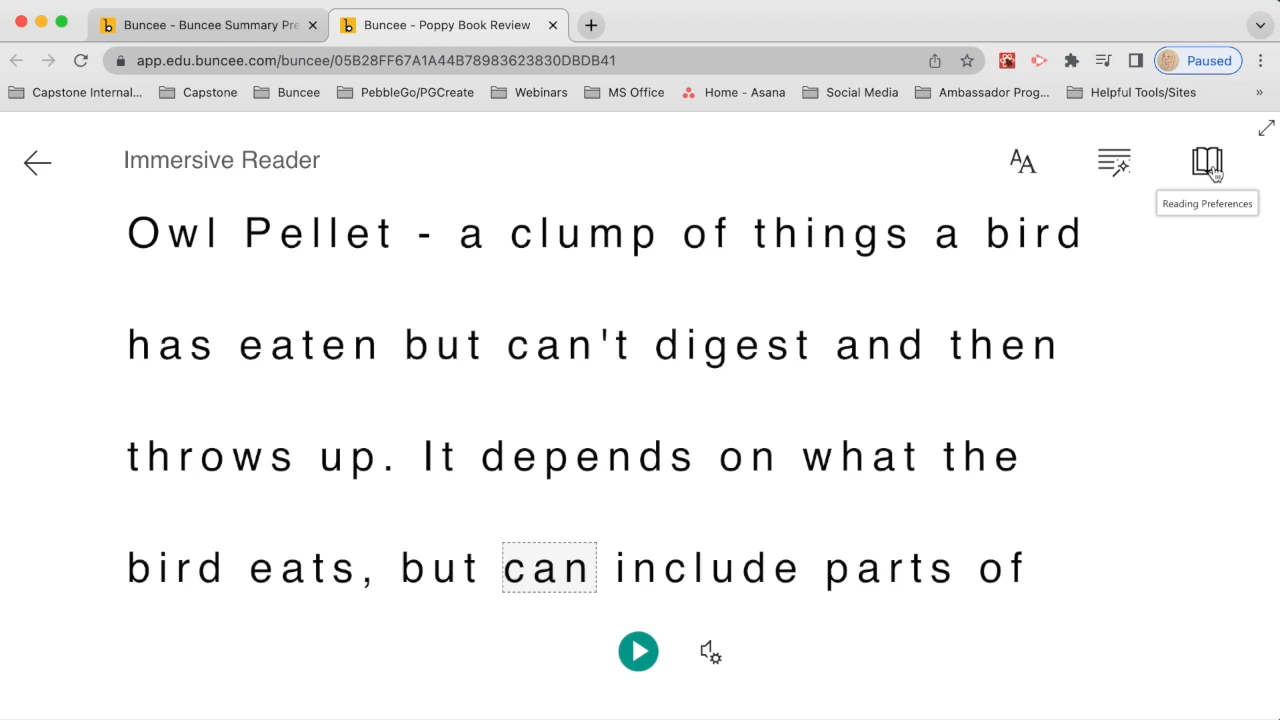 Buncee - Buncee Summary Pre
Buncee - Poppy Book Review
app.edu.buncee.com/buncee/05B28FF67A1A44B78983623830DBDB41
Paused
Capstone Internal...
Capstone
Buncee
PebbleGo/PGCreate
Webinars
MS Office
Home - Asana
Social Media
Ambassador Prog...
Helpful Tools/Sites
»
Immersive Reader
AA
Reading Preferences
Owl Pellet - a clump of things a bird
has eaten but can't digest and then
throws up. It depends on what the
bird eats, but can include parts of